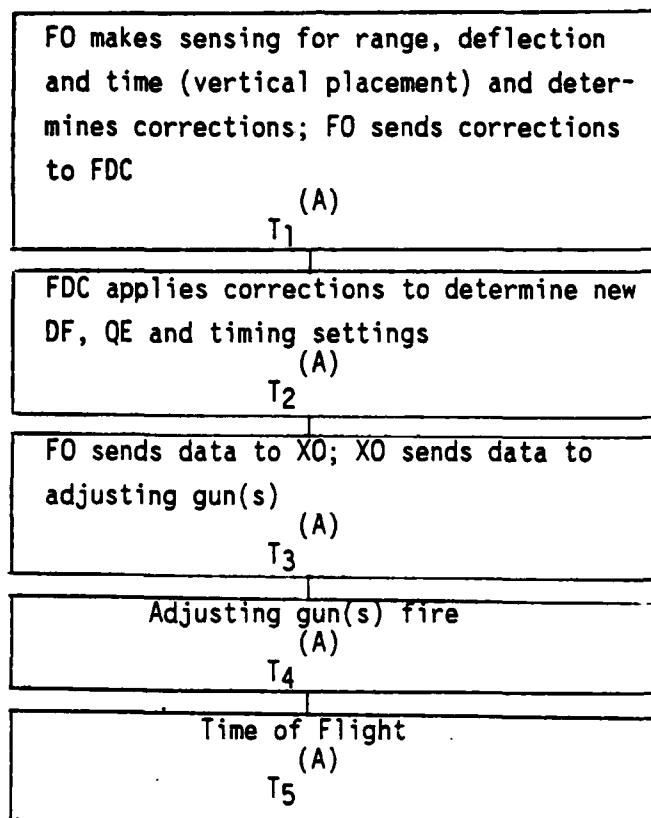 FO makes sensing for range, deflection
and time (vertical placement) and deter-
mines corrections; FO sends corrections
to FDC
(A)
T1
FDC applies corrections to determine new
DF, QE and timing settings
(A)
T2
FO sends data to XO; XO sends data to
adjusting gun(s)
(A)
T3
Adjusting gun(s) fire
(A)
T4
Time of Flight
(A)
T5